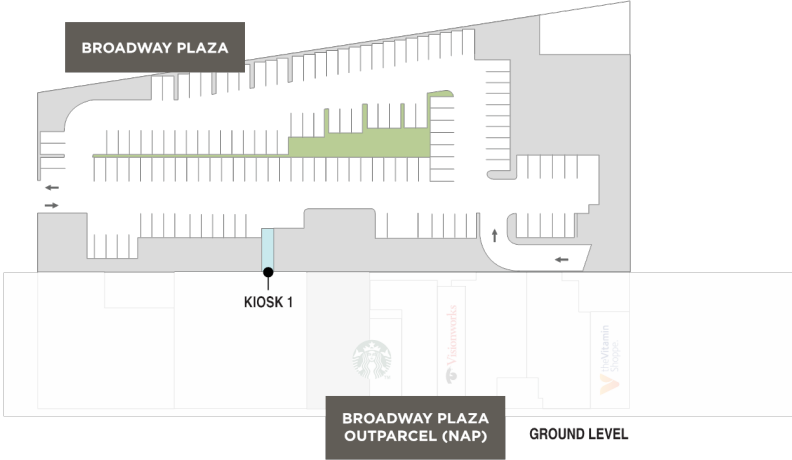 BROADWAY PLAZA
KIOSK 1
Visionworks
theVitamin
Shoppe
BROADWAY PLAZA
OUTPARCEL (NAP)
GROUND LEVEL